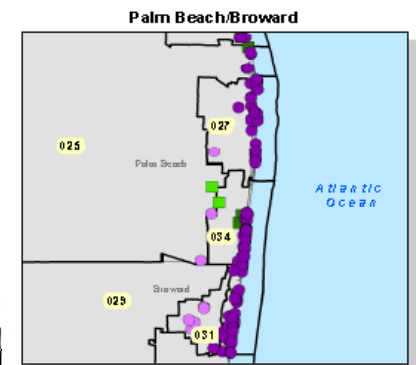 Palm Beach/Broward
027
025
Palm Beach
Atlantic
Ocean
034
Broward
029
031